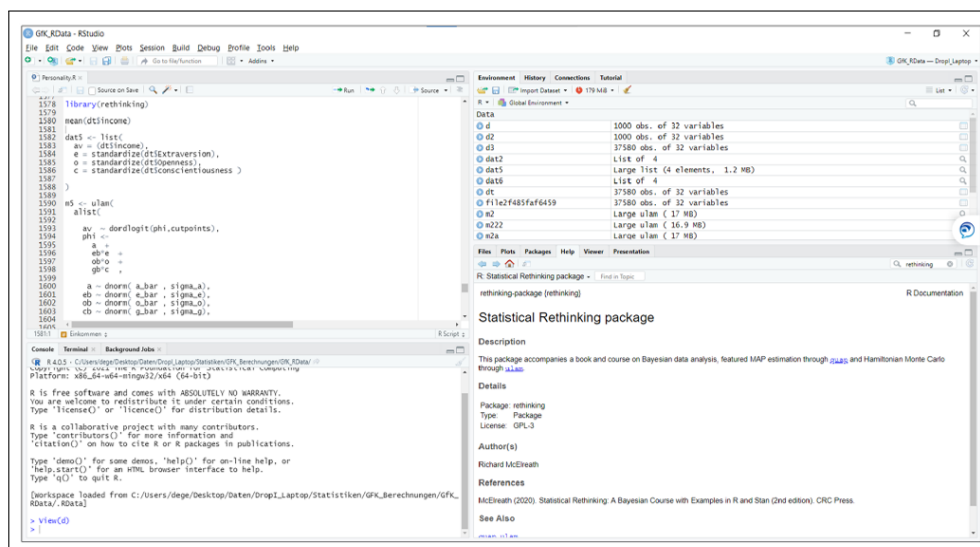 GfK_RData - RStudio
File Edit Code View Plots Session Build Debug Profile Tools Help
Go to file/function Addins
GfK_RData — DropI_Laptop
Personality.R
Source on Save Run Source
1578 library(rethinking)
1579
1580 mean(dt$income)
1581
1582 dat5 <- list(
1583 av = (dt$income),
1584 e = standardize(dt$Extraversion),
1585 o = standardize(dt$Openness),
1586 c = standardize(dt$conscientiousness )
1587
1588 )
1589
1590 m5 <- ulam(
1591 alist(
1592
1593 av ~ dordlogit(phi,cutpoints),
1594 phi <-
1595 a +
1596 eb*e +
1597 ob*o +
1598 gb*c ,
1599
1600 a ~ dnorm( a_bar , sigma_a),
1601 eb ~ dnorm( e_bar , sigma_e),
1602 ob ~ dnorm( o_bar , sigma_o),
1603 cb ~ dnorm( g_bar , sigma_g),
1604
1605
1581:1 Einkommen R Script
Console Terminal Background Jobs
R 4.0.5 · C:/Users/dege/Desktop/Daten/DropI_Laptop/Statistiken/GFK_Berechnungen/GfK_RData/
Copyright (C) 2021 The R Foundation for Statistical Computing
Platform: x86_64-w64-mingw32/x64 (64-bit)
R is free software and comes with ABSOLUTELY NO WARRANTY.
You are welcome to redistribute it under certain conditions.
Type 'license()' or 'licence()' for distribution details.
R is a collaborative project with many contributors.
Type 'contributors()' for more information and
'citation()' on how to cite R or R packages in publications.
Type 'demo()' for some demos, 'help()' for on-line help, or
'help.start()' for an HTML browser interface to help.
Type 'q()' to quit R.
[Workspace loaded from C:/Users/dege/Desktop/Daten/DropI_Laptop/Statistiken/GFK_Berechnungen/GfK_
RData/.RData]
> View(d)
>
Environment History Connections Tutorial
Import Dataset 179 MiB List
R Global Environment
Data
d 1000 obs. of 32 variables
d2 1000 obs. of 32 variables
d3 37580 obs. of 32 variables
dat2 List of 4
dat5 Large list (4 elements, 1.2 MB)
dat6 List of 4
dt 37580 obs. of 32 variables
file2f485faf6459 37580 obs. of 32 variables
m2 Large ulam ( 17 MB)
m222 Large ulam ( 16.9 MB)
m2a Large ulam ( 17 MB)
Files Plots Packages Help Viewer Presentation
rethinking
R: Statistical Rethinking package Find in Topic
rethinking-package {rethinking} R Documentation
Statistical Rethinking package
Description
This package accompanies a book and course on Bayesian data analysis, featured MAP estimation through quap and Hamiltonian Monte Carlo
through ulam.
Details
Package: rethinking
Type: Package
License: GPL-3
Author(s)
Richard McElreath
References
McElreath (2020). Statistical Rethinking: A Bayesian Course with Examples in R and Stan (2nd edition). CRC Press.
See Also
quap,ulam